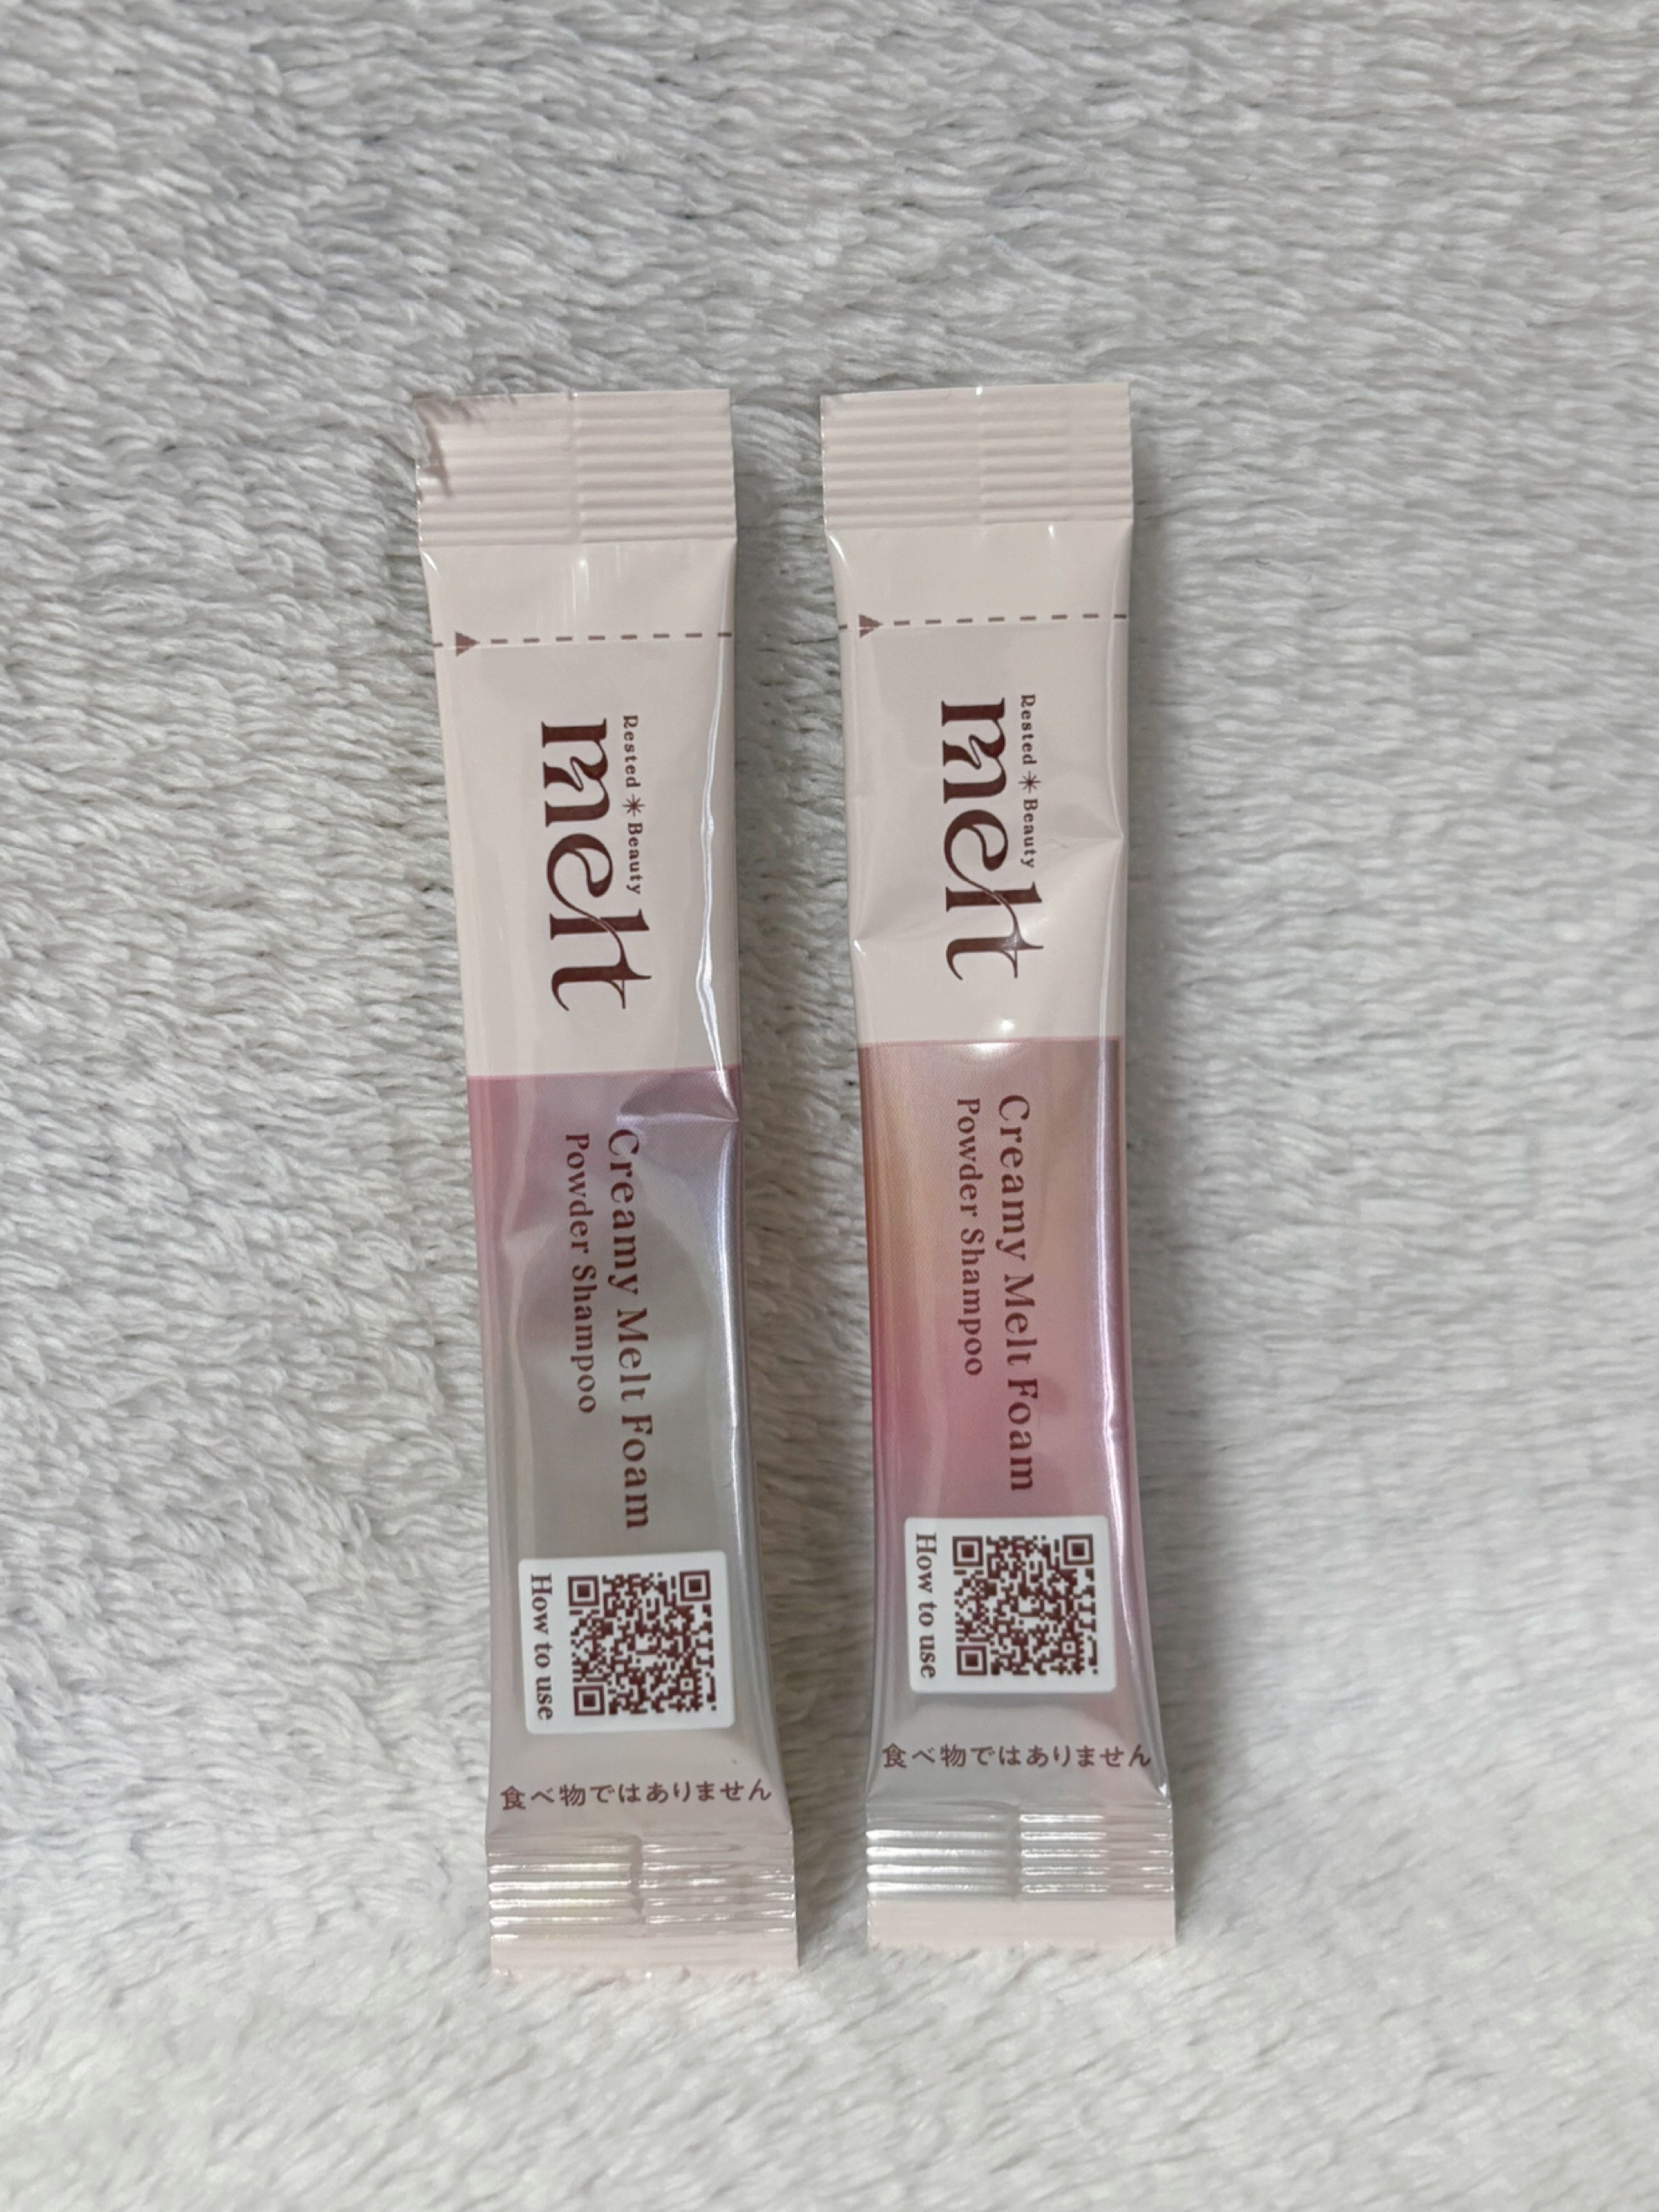 Rested Beauty
melt
Creamy Melt Foam
Powder Shampoo
How to use
食べ物ではありません
Rested Beauty
melt
Creamy Melt Foam
Powder Shampoo
How to use
食べ物ではありません